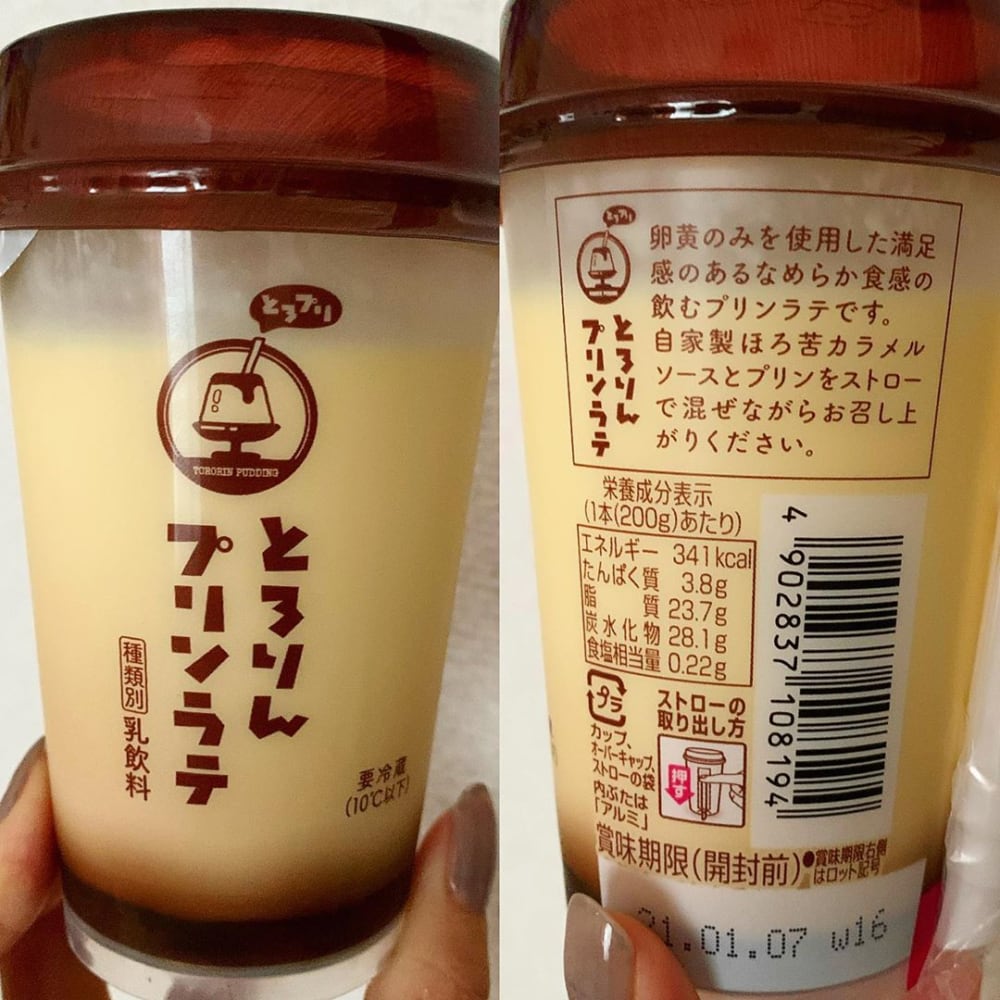 とろプリ
TORORIN PUDDING
とろりん
プリンラテ
種類別 乳飲料
要冷蔵
(10℃以下)
とろプリ
とろりん
プリンラテ
卵黄のみを使用した満足
感のあるなめらか食感の
飲むプリンラテです。
自家製ほろ苦カラメル
ソースとプリンをストロー
で混ぜながらお召し上
がりください。
栄養成分表示
(1本(200g)あたり)
エネルギー 341kcal
たんぱく質 3.8g
脂質 23.7g
炭水化物 28.1g
食塩相当量 0.22g
プラ
カップ、
オーバーキャップ、
ストローの袋
内ぶたは
「アルミ」
ストローの
取り出し方
押す
4 902837 108194
賞味期限(開封前)
●賞味期限右側
はロット記号
21.01.07 w16